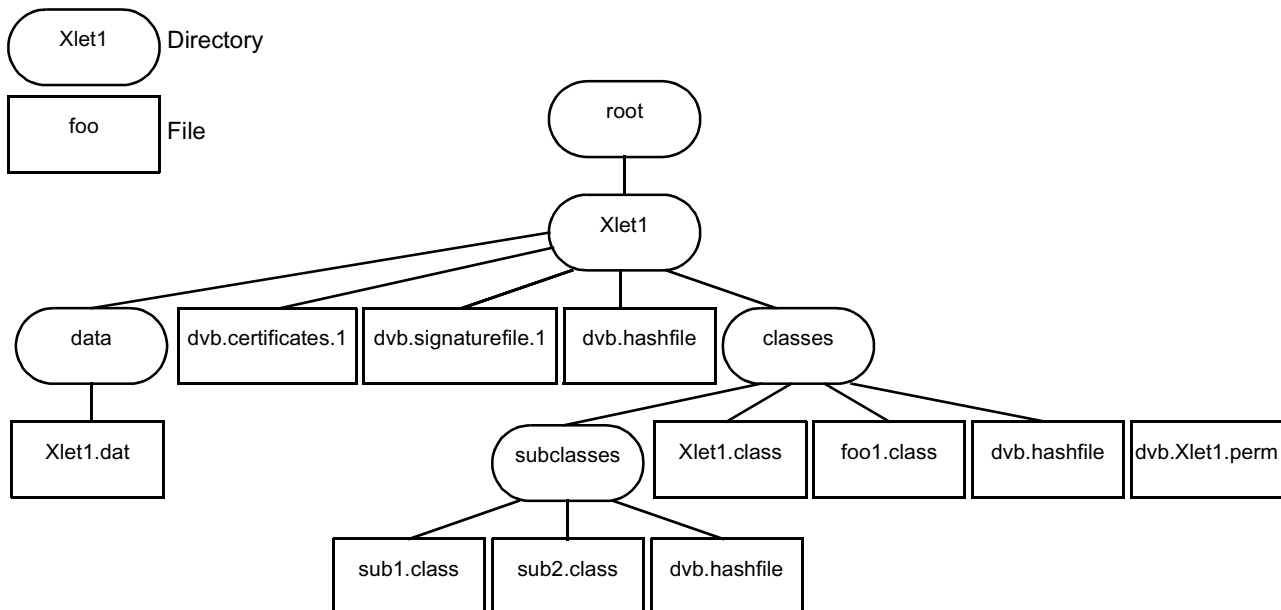 Xlet1
Directory
foo
File
root
Xlet1
data
dvb.certificates.1
dvb.signaturefile.1
dvb.hashfile
classes
Xlet1.dat
subclasses
Xlet1.class
foo1.class
dvb.hashfile
dvb.Xlet1.perm
sub1.class
sub2.class
dvb.hashfile